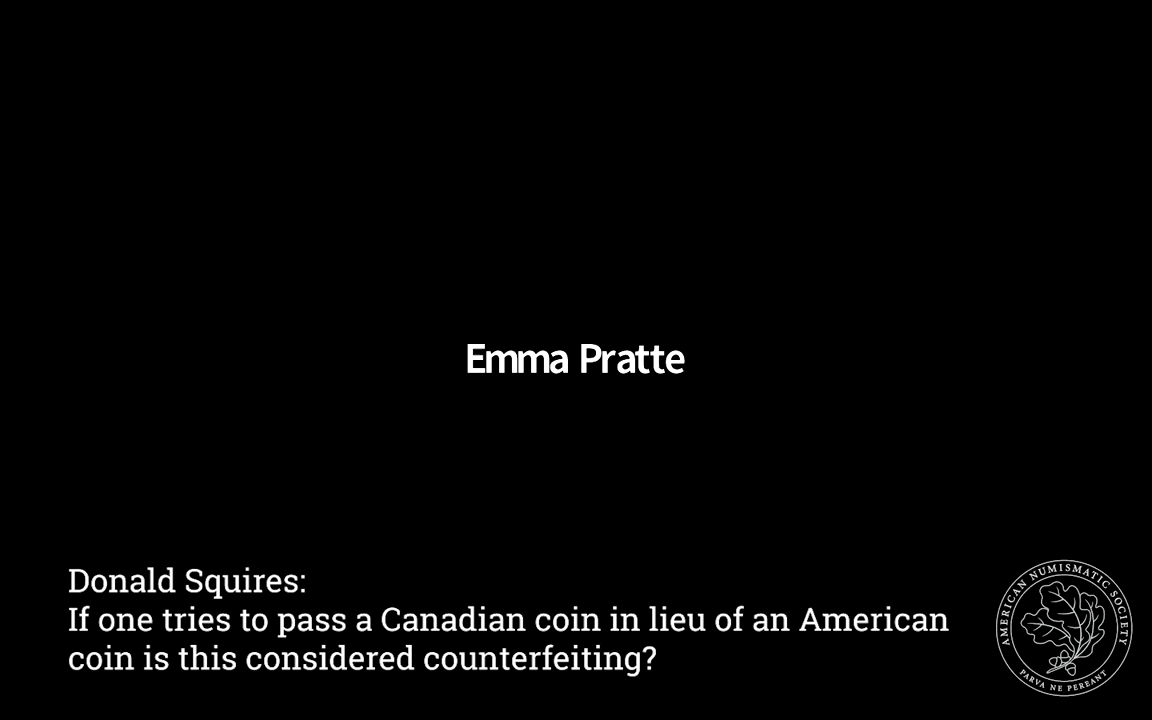 Emma Pratte
Donald Squires:
If one tries to pass a Canadian coin in lieu of an American
coin is this considered counterfeiting?
AMERICAN NUMISMATIC SOCIETY
PARVA NE PEREANT